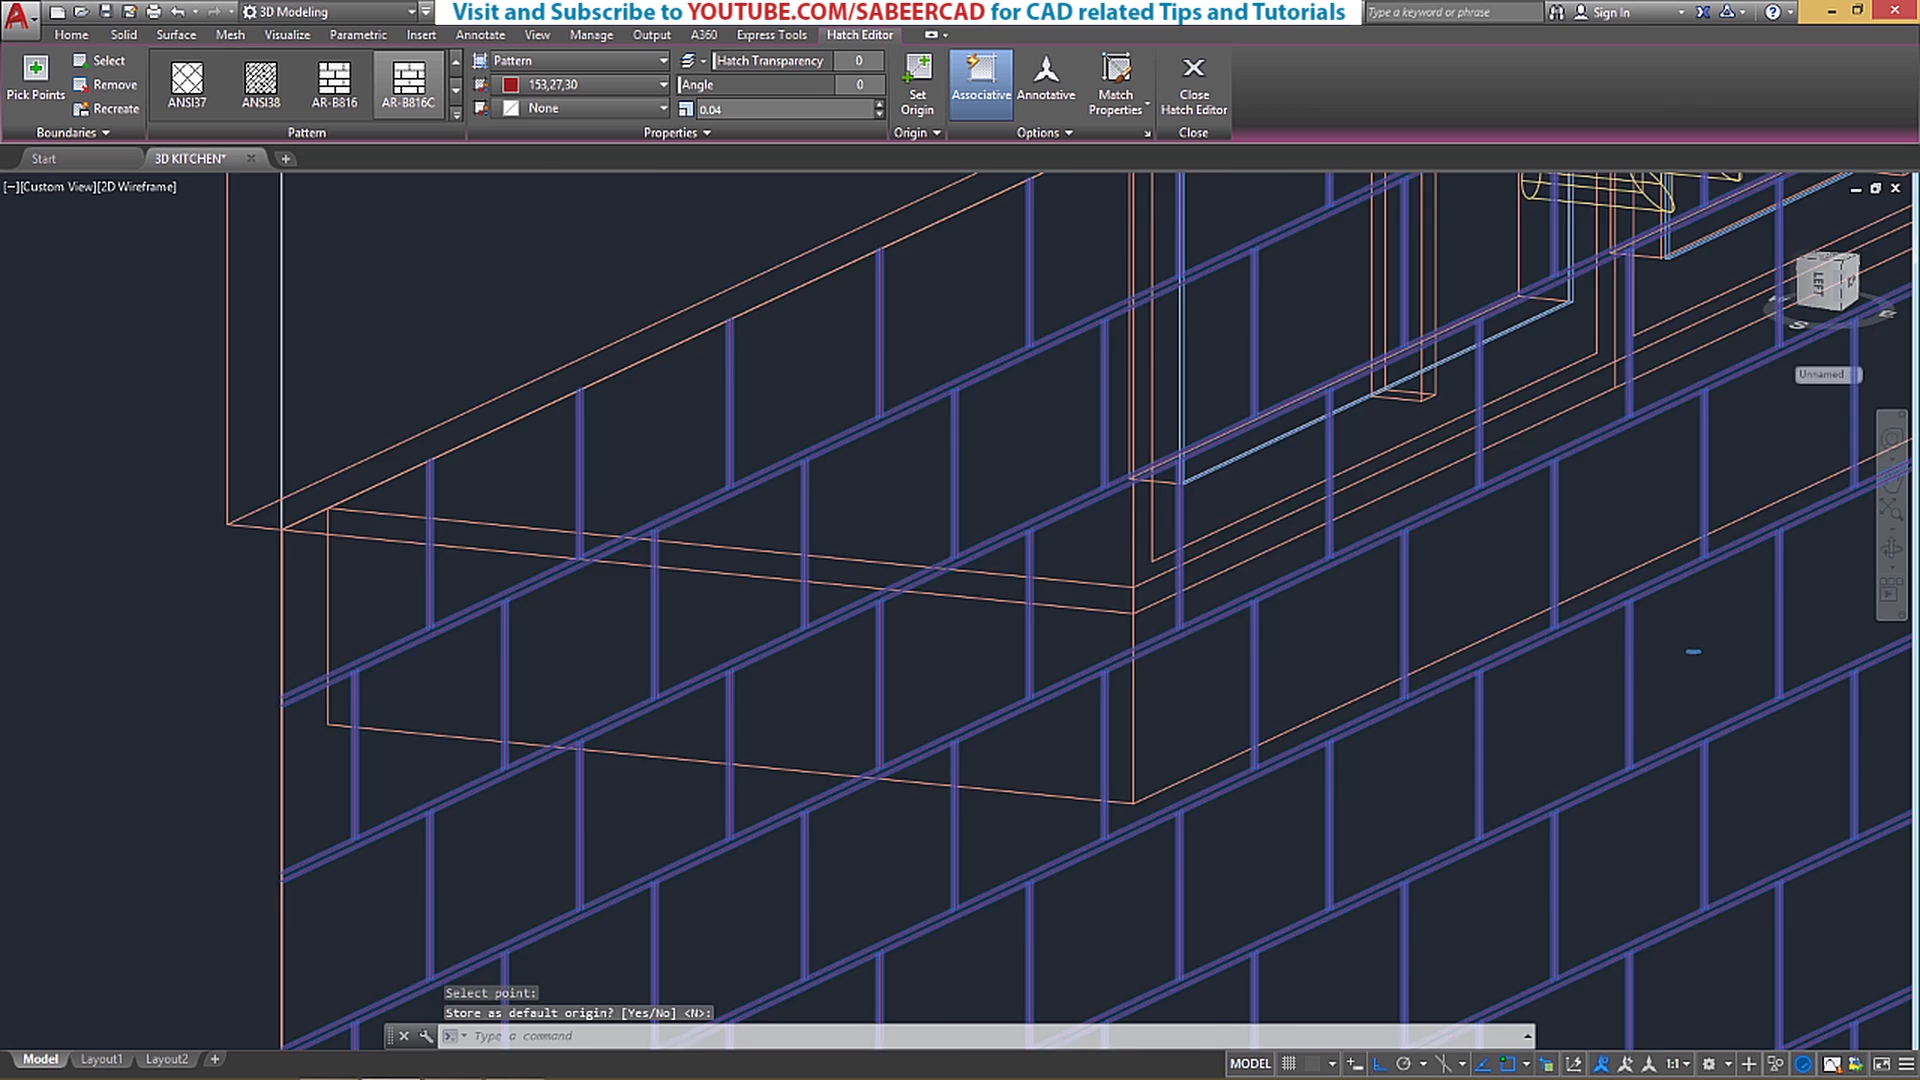 3D Modeling
Visit and Subscribe to YOUTUBE.COM/SABEERCAD for CAD related Tips and Tutorials
Type a keyword or phrase
Sign In
Home Solid Surface Mesh Visualize Parametric Insert Annotate View Manage Output A360 Express Tools Hatch Editor
Pick Points
Select
Remove
Recreate
Boundaries
ANSI37 ANSI38 AR-B816 AR-B816C
Pattern
Pattern
153,27,30
None
Hatch Transparency 0
Angle 0
0.04
Properties
Set Origin
Origin
Associative Annotative Match Properties
Options
Close Hatch Editor
Close
Start 3D KITCHEN*
[−][Custom View][2D Wireframe]
LEFT
S
Unnamed
Select point:
Store as default origin? [Yes/No] <N>:
Type a command
Model Layout1 Layout2 +
MODEL
1:1